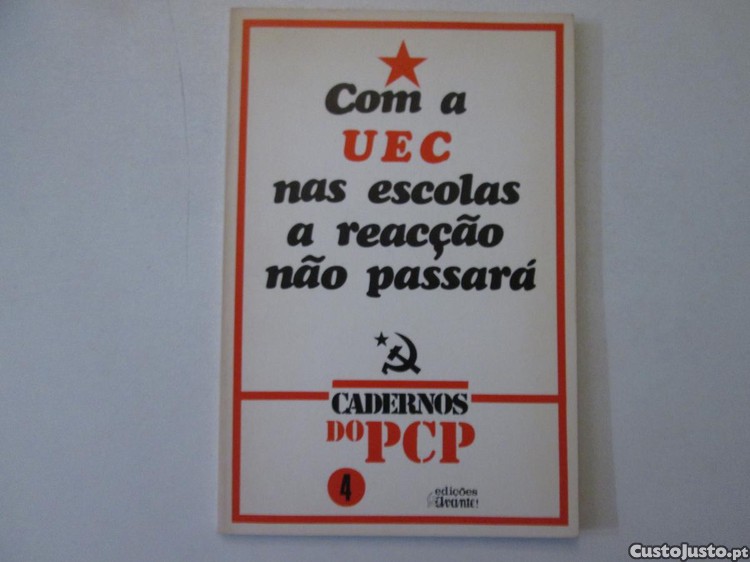 Com a
UEC
nas escolas
a reacção
não passará
CADERNOS
DO PCP
4
edições
Avante!
CustoJusto.pt